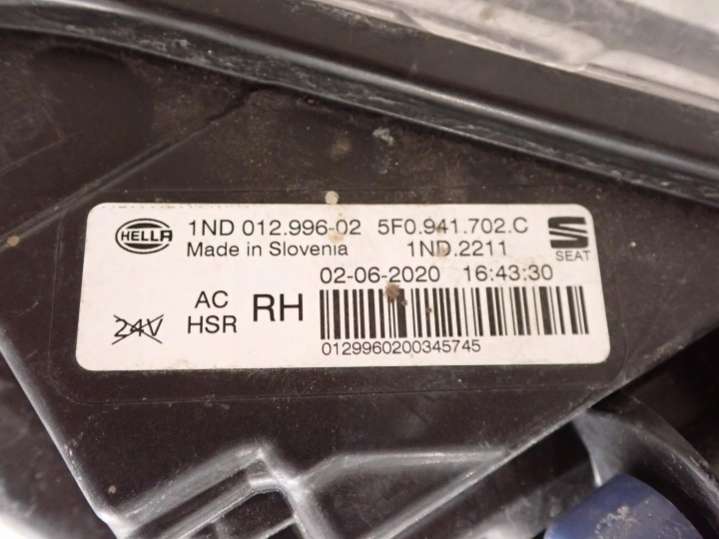 HELLA 1ND 012.996-02 5F0.941.702.C
Made in Slovenia 1ND.2211 SEAT
02-06-2020 16:43:30
24V AC HSR RH
0129960200345745